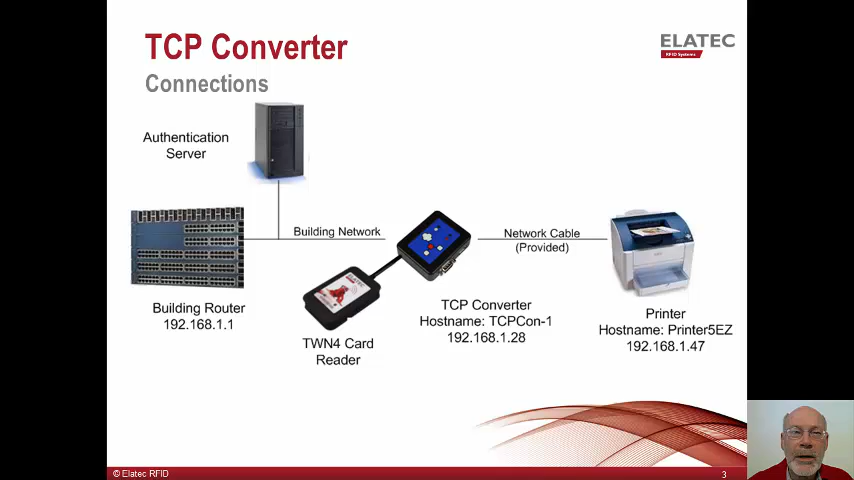 TCP Converter
Connections
ELATEC
RFID Systems
Authentication
Server
Building Network
Network Cable
(Provided)
ELATEC
Building Router
192.168.1.1
TWN4 Card
Reader
TCP Converter
Hostname: TCPCon-1
192.168.1.28
Printer
Hostname: Printer5EZ
192.168.1.47
© Elatec RFID
3